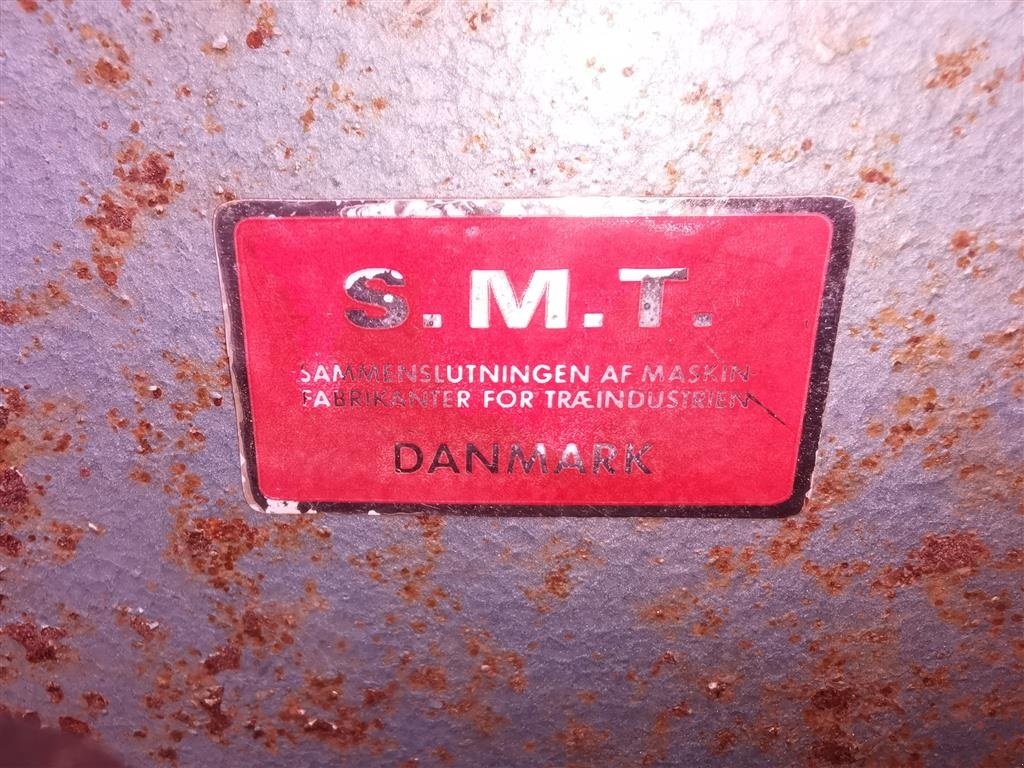 S.M.T.
SAMMENSLUTNINGEN AF MASKIN-
FABRIKANTER FOR TRÆINDUSTRIEN
DANMARK